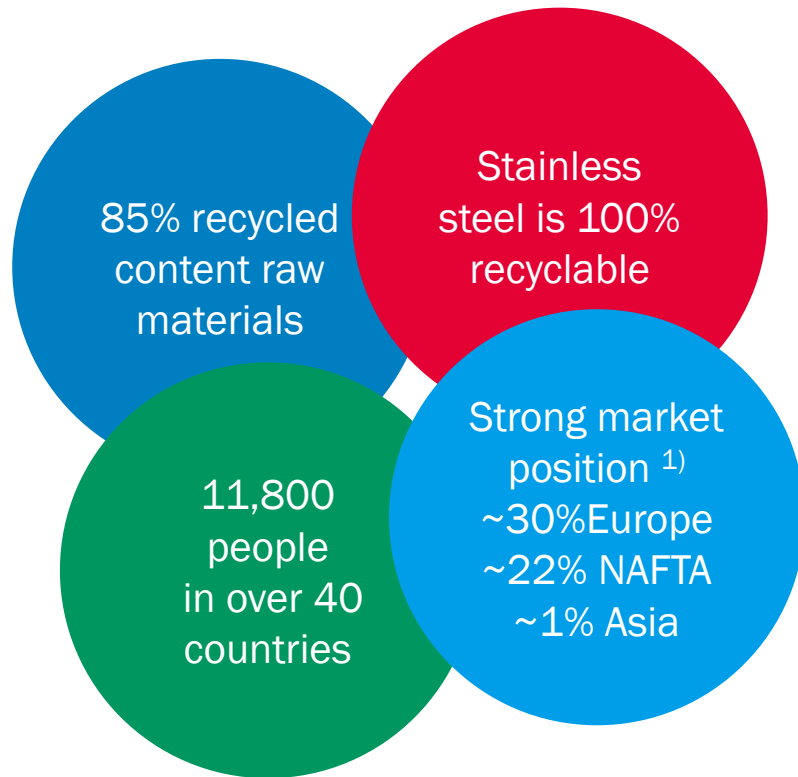 85% recycled
content raw
materials
Stainless
steel is 100%
recyclable
11,800
people
in over 40
countries
Strong market
position 1)
~30%Europe
~22% NAFTA
~1% Asia